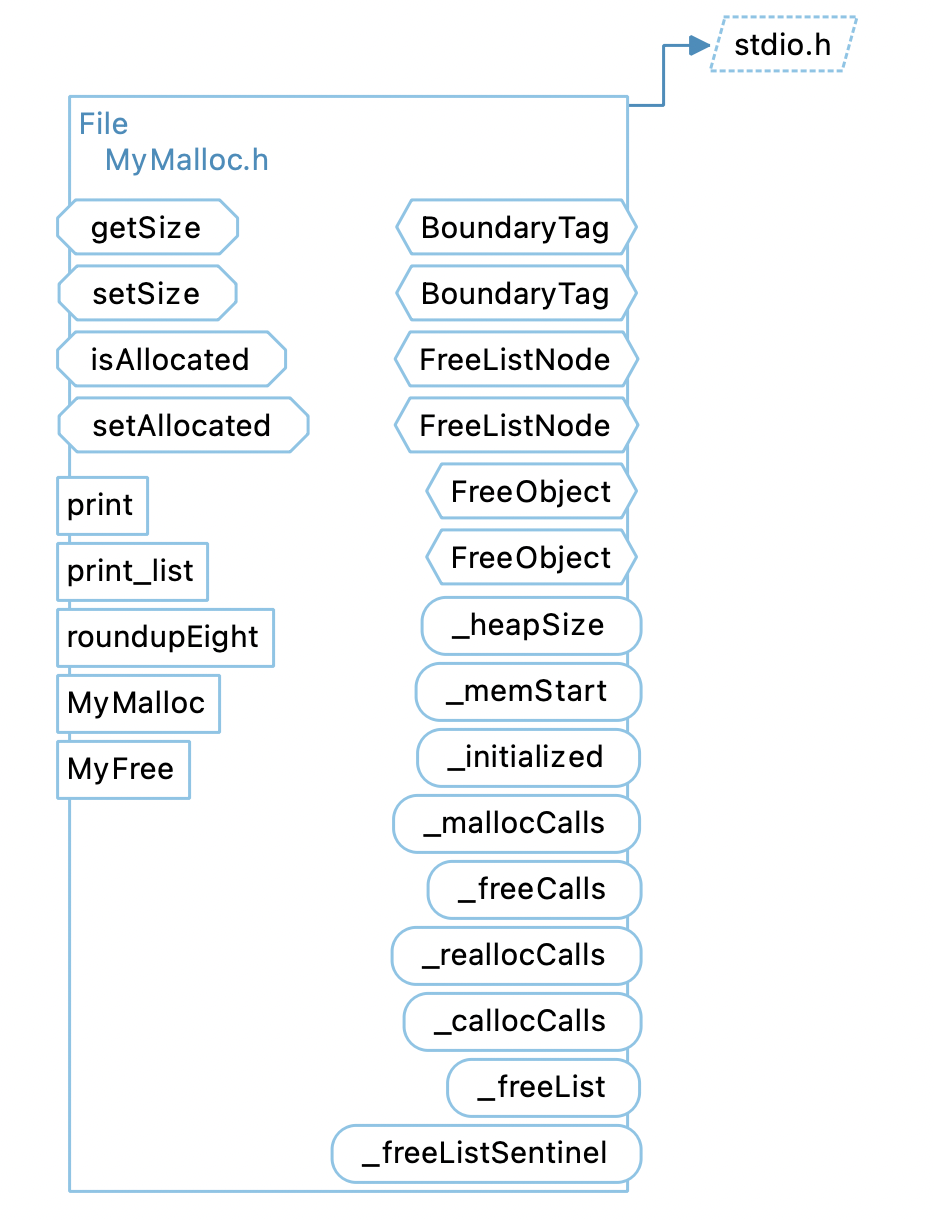 stdio.h
File
MyMalloc.h
getSize
BoundaryTag
setSize
BoundaryTag
isAllocated
FreeListNode
setAllocated
FreeListNode
print
FreeObject
print_list
FreeObject
roundupEight
_heapSize
MyMalloc
_memStart
MyFree
_initialized
_mallocCalls
_freeCalls
_reallocCalls
_callocCalls
_freeList
_freeListSentinel